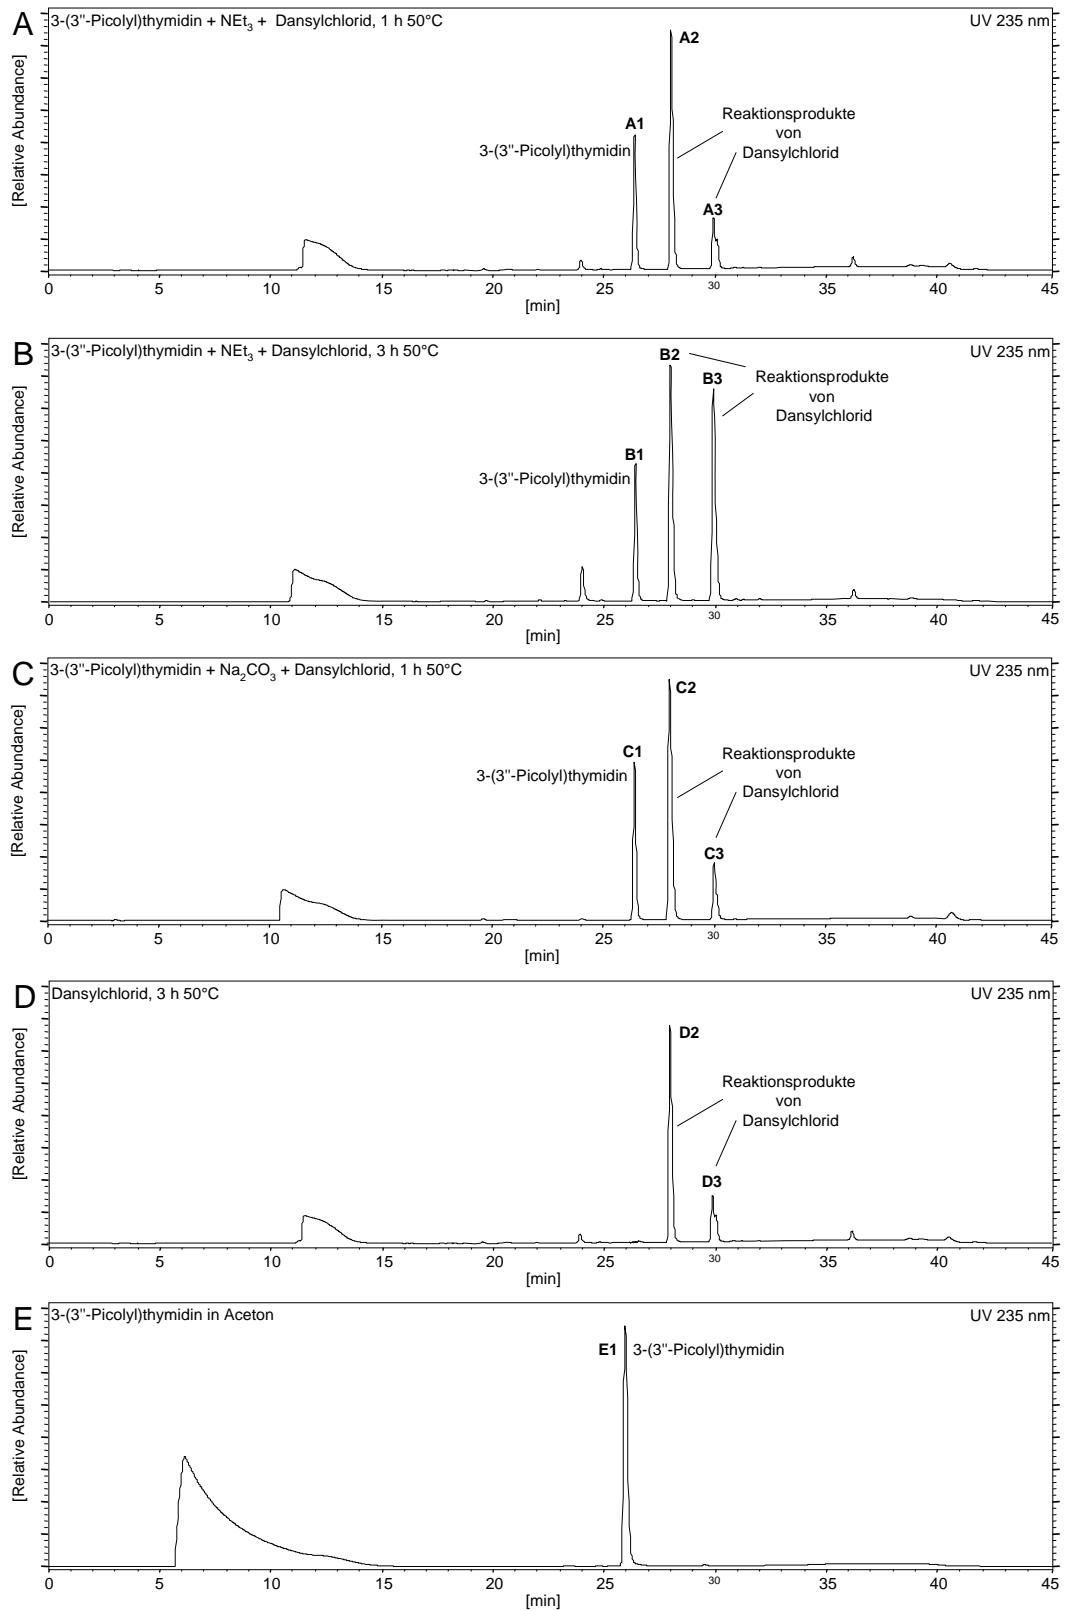 A
3-(3"-Picolyl)thymidin + NEt3 + Dansylchlorid, 1 h 50°C
UV 235 nm
[Relative Abundance]
A2
A1
Reaktionsprodukte
von
Dansylchlorid
3-(3"-Picolyl)thymidin
A3
0 5 10 15 20 25 30 35 40 45
[min]
B
3-(3"-Picolyl)thymidin + NEt3 + Dansylchlorid, 3 h 50°C
UV 235 nm
[Relative Abundance]
B2
B3
Reaktionsprodukte
von
Dansylchlorid
B1
3-(3"-Picolyl)thymidin
0 5 10 15 20 25 30 35 40 45
[min]
C
3-(3"-Picolyl)thymidin + Na2CO3 + Dansylchlorid, 1 h 50°C
UV 235 nm
[Relative Abundance]
C2
C1
Reaktionsprodukte
von
Dansylchlorid
3-(3"-Picolyl)thymidin
C3
0 5 10 15 20 25 30 35 40 45
[min]
D
Dansylchlorid, 3 h 50°C
UV 235 nm
[Relative Abundance]
D2
Reaktionsprodukte
von
Dansylchlorid
D3
0 5 10 15 20 25 30 35 40 45
[min]
E
3-(3"-Picolyl)thymidin in Aceton
UV 235 nm
[Relative Abundance]
E1 3-(3"-Picolyl)thymidin
0 5 10 15 20 25 30 35 40 45
[min]